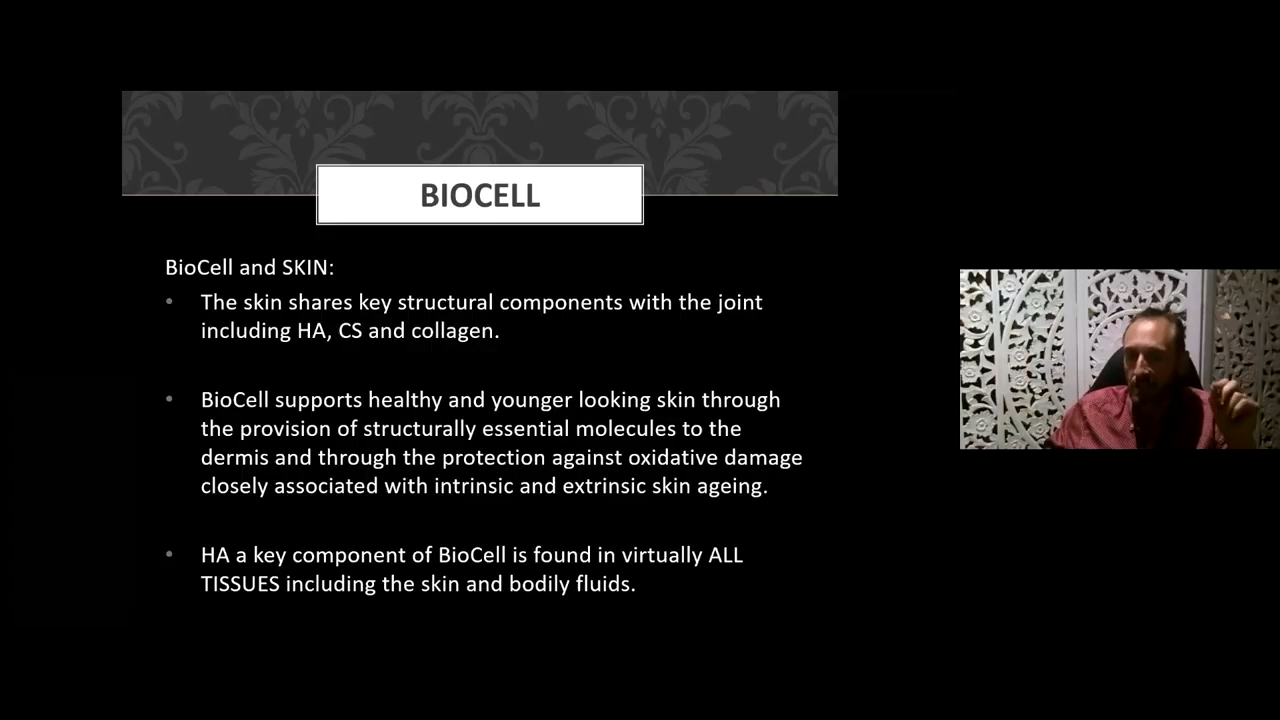 BIOCELL
BioCell and SKIN:
• The skin shares key structural components with the joint
including HA, CS and collagen.
• BioCell supports healthy and younger looking skin through
the provision of structurally essential molecules to the
dermis and through the protection against oxidative damage
closely associated with intrinsic and extrinsic skin ageing.
• HA a key component of BioCell is found in virtually ALL
TISSUES including the skin and bodily fluids.